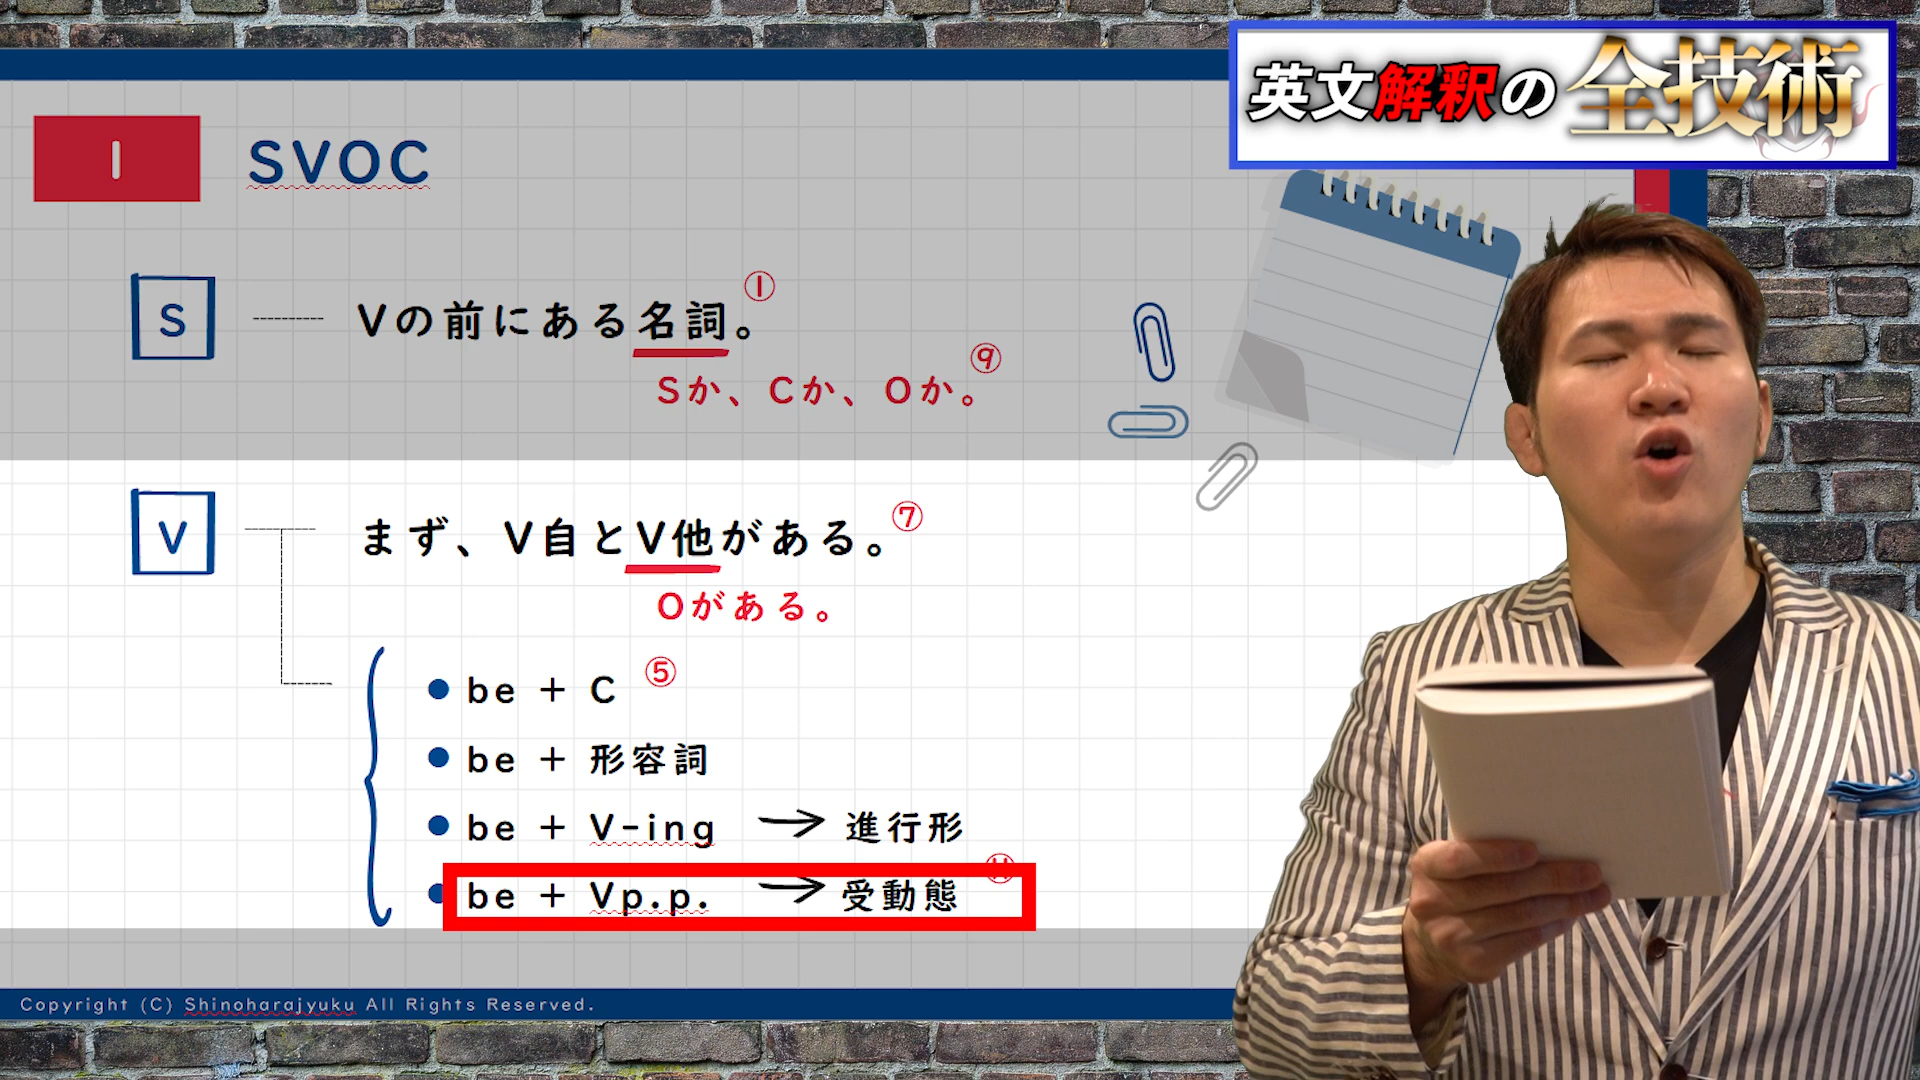 英文解釈の全技術
1 SVOC
①
S Vの前にある名詞。
⑨
Sか、Cか、Oか。
⑦
V まず、V自とV他がある。
Oがある。
⑤
be + C
be + 形容詞
be + V-ing → 進行形
be + Vp.p. → 受動態
Copyright (C) Shinoharajyuku All Rights Reserved.